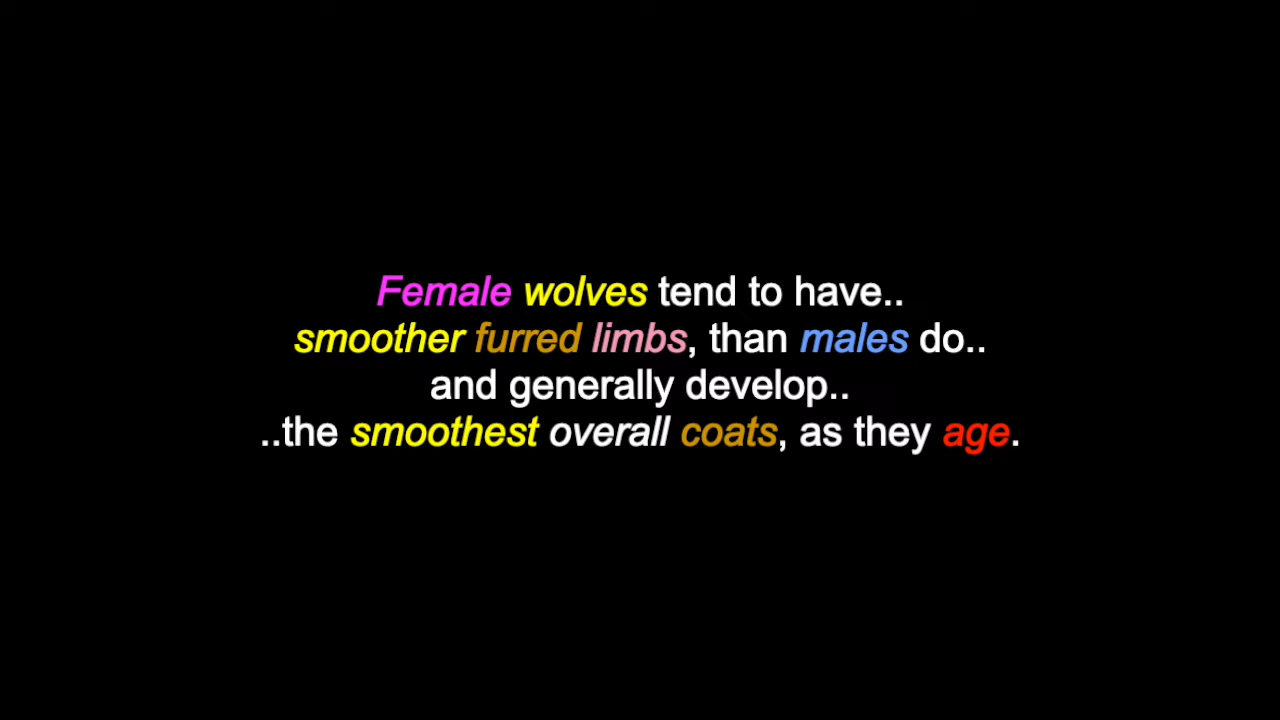 Female wolves tend to have..
smoother furred limbs, than males do..
and generally develop..
..the smoothest overall coats, as they age.